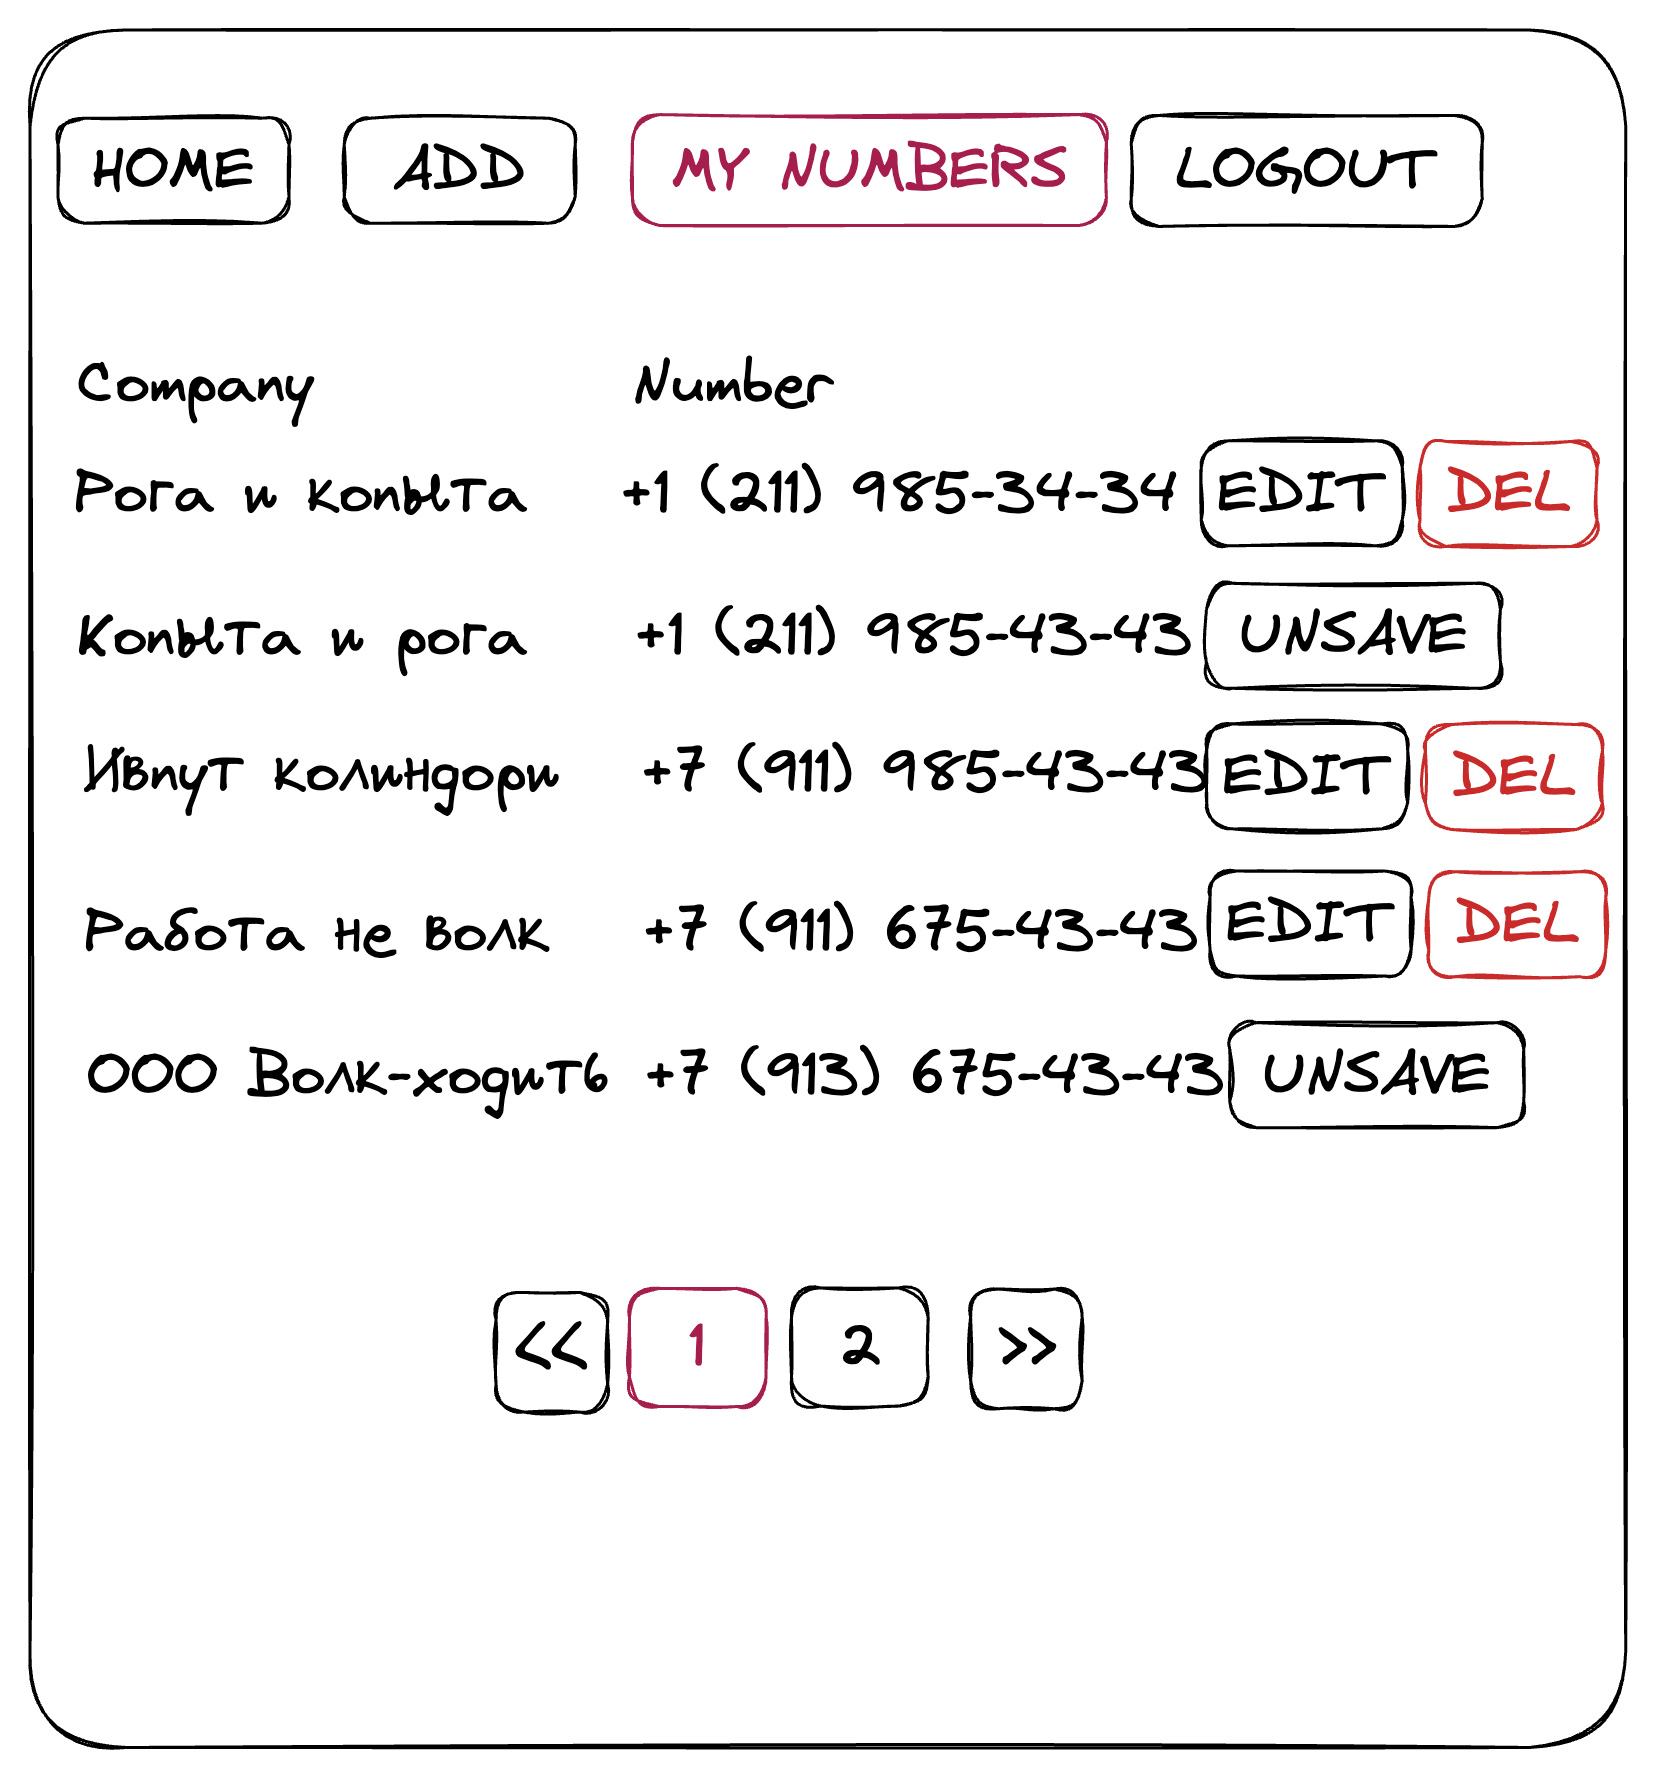 HOME ADD MY NUMBERS LOGOUT
Company Number
Рога и копыта +1 (211) 985-34-34 EDIT DEL
Копыта и рога +1 (211) 985-43-43 UNSAVE
Ивпут колиндори +7 (911) 985-43-43 EDIT DEL
Работа не волк +7 (911) 675-43-43 EDIT DEL
ООО Волк-ходить +7 (913) 675-43-43 UNSAVE
<< 1 2 >>